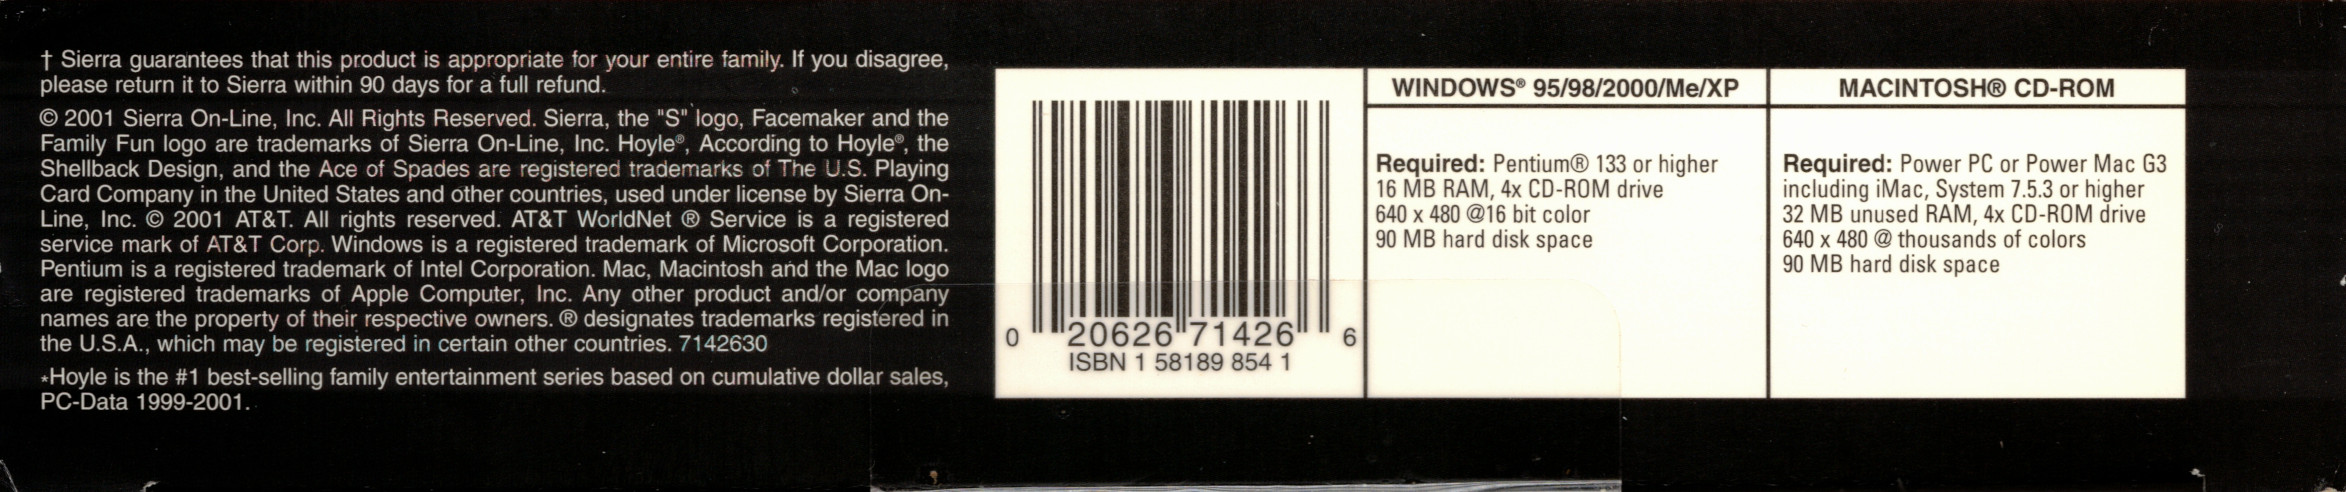 † Sierra guarantees that this product is appropriate for your entire family. If you disagree,
please return it to Sierra within 90 days for a full refund.
© 2001 Sierra On-Line, Inc. All Rights Reserved. Sierra, the "S" logo, Facemaker and the
Family Fun logo are trademarks of Sierra On-Line, Inc. Hoyle®, According to Hoyle®, the
Shellback Design, and the Ace of Spades are registered trademarks of The U.S. Playing
Card Company in the United States and other countries, used under license by Sierra On-
Line, Inc. © 2001 AT&T. All rights reserved. AT&T WorldNet ® Service is a registered
service mark of AT&T Corp. Windows is a registered trademark of Microsoft Corporation.
Pentium is a registered trademark of Intel Corporation. Mac, Macintosh and the Mac logo
are registered trademarks of Apple Computer, Inc. Any other product and/or company
names are the property of their respective owners. ® designates trademarks registered in
the U.S.A., which may be registered in certain other countries. 7142630
*Hoyle is the #1 best-selling family entertainment series based on cumulative dollar sales,
PC-Data 1999-2001.
0 20626 71426 6
ISBN 1 58189 854 1
WINDOWS® 95/98/2000/Me/XP
Required: Pentium® 133 or higher
16 MB RAM, 4x CD-ROM drive
640 x 480 @16 bit color
90 MB hard disk space
MACINTOSH® CD-ROM
Required: Power PC or Power Mac G3
including iMac, System 7.5.3 or higher
32 MB unused RAM, 4x CD-ROM drive
640 x 480 @ thousands of colors
90 MB hard disk space